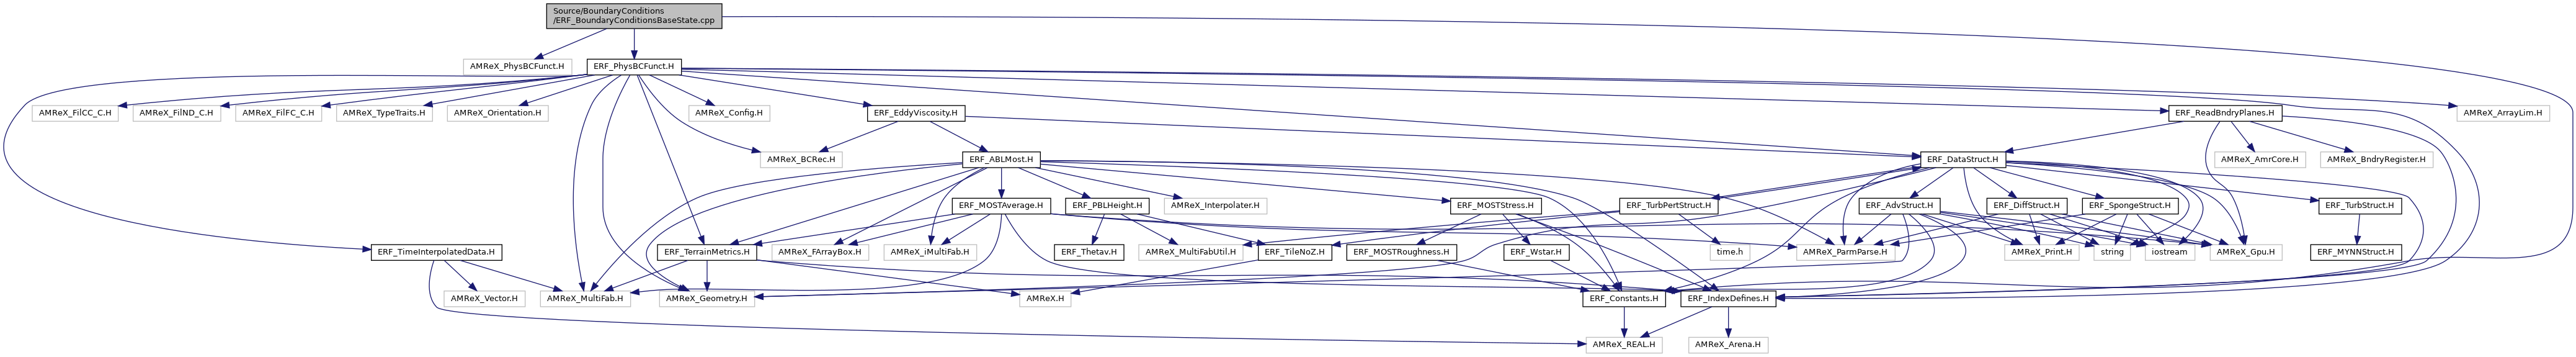 Source/BoundaryConditions
/ERF_BoundaryConditionsBaseState.cpp
AMReX_PhysBCFunct.H
ERF_PhysBCFunct.H
AMReX_FilCC_C.H
AMReX_FilND_C.H
AMReX_FilFC_C.H
AMReX_TypeTraits.H
AMReX_Orientation.H
AMReX_Config.H
ERF_EddyViscosity.H
ERF_ReadBndryPlanes.H
AMReX_ArrayLim.H
AMReX_BCRec.H
ERF_ABLMost.H
ERF_DataStruct.H
AMReX_AmrCore.H
AMReX_BndryRegister.H
ERF_MOSTAverage.H
ERF_PBLHeight.H
AMReX_Interpolater.H
ERF_MOSTStress.H
ERF_TurbPertStruct.H
ERF_AdvStruct.H
ERF_DiffStruct.H
ERF_SpongeStruct.H
ERF_TurbStruct.H
ERF_TimeInterpolatedData.H
ERF_TerrainMetrics.H
AMReX_FArrayBox.H
AMReX_iMultiFab.H
ERF_Thetav.H
AMReX_MultiFabUtil.H
ERF_TileNoZ.H
ERF_MOSTRoughness.H
ERF_Wstar.H
time.h
AMReX_ParmParse.H
AMReX_Print.H
string
iostream
AMReX_Gpu.H
ERF_MYNNStruct.H
AMReX_Vector.H
AMReX_MultiFab.H
AMReX_Geometry.H
AMReX.H
ERF_Constants.H
ERF_IndexDefines.H
AMReX_REAL.H
AMReX_Arena.H